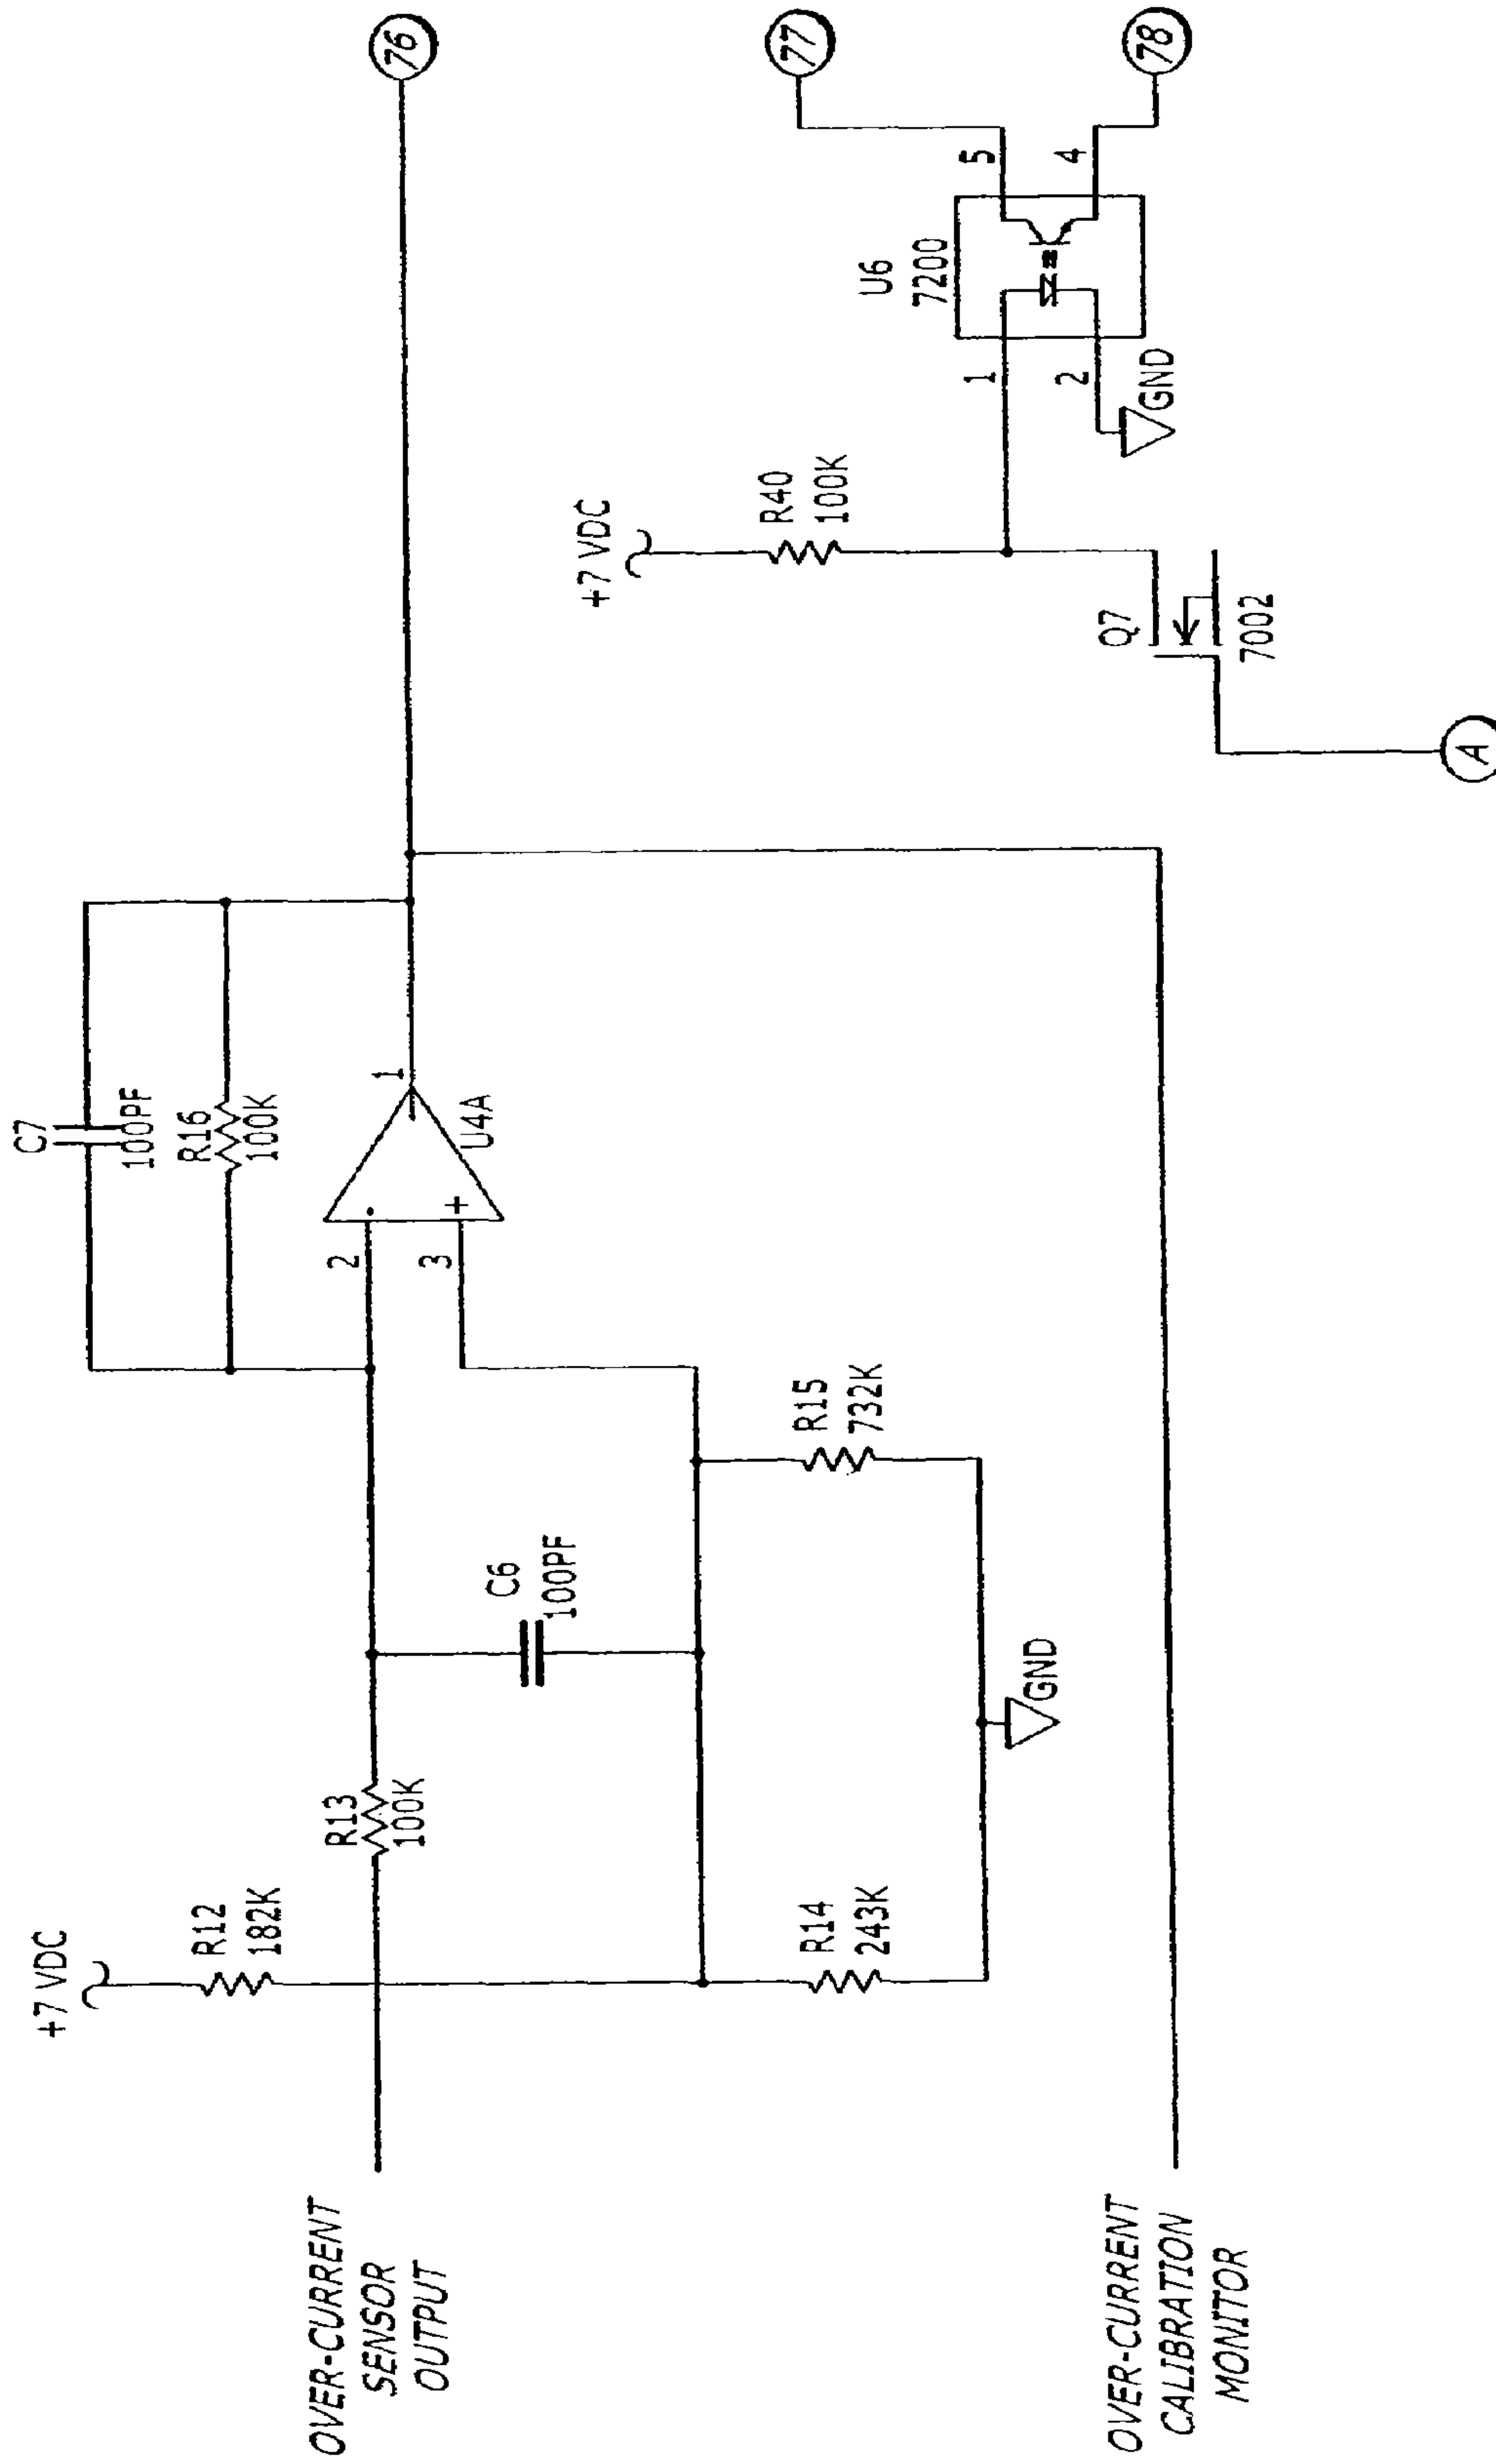 +7 VDC
R12
182K
OVER-CURRENT
SENSOR
OUTPUT
R13
100K
C6
100PF
R14
243K
R15
732K
GND
C7
100PF
R16
100K
2
3
-
+
1
U4A
76
OVER-CURRENT
CALIBRATION
MONITOR
+7 VDC
R40
100K
Q7
7002
A
1
2
GND
U6
7200
5
4
77
78